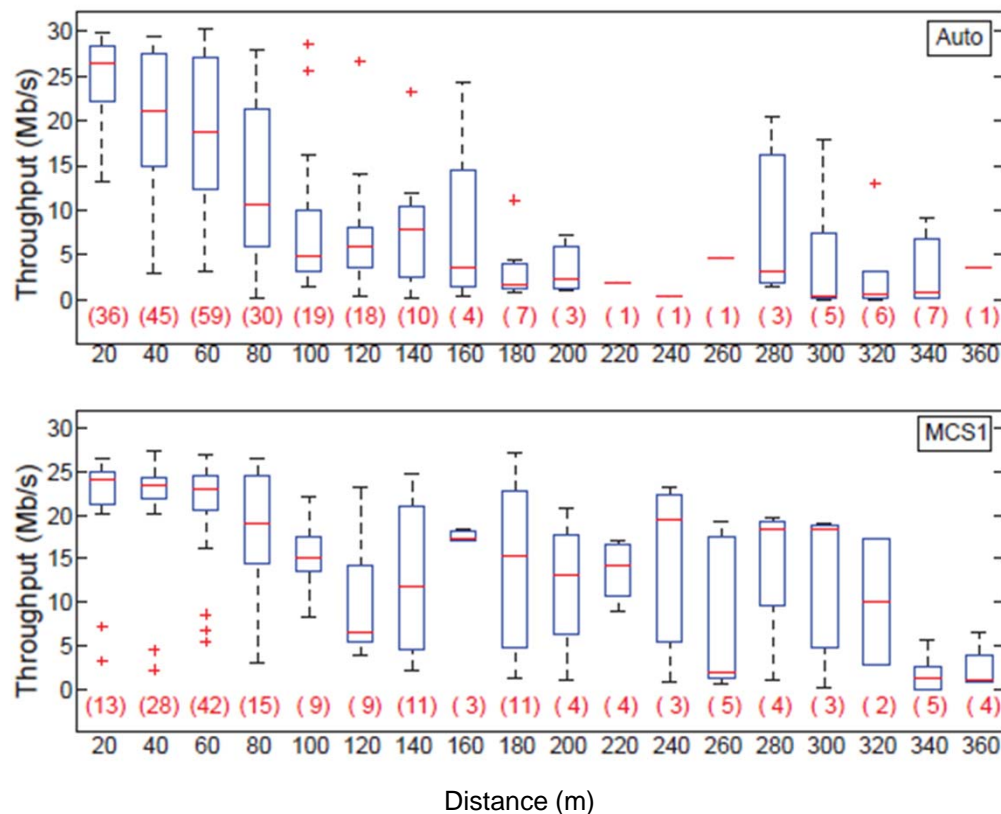 Throughput (Mb/s)
30
25
20
15
10
5
0
Auto
(36) (45) (59) (30) (19) (18) (10) ( 4) ( 7) ( 3) ( 1) ( 1) ( 1) ( 3) ( 5) ( 6) ( 7) ( 1)
20 40 60 80 100 120 140 160 180 200 220 240 260 280 300 320 340 360
Throughput (Mb/s)
30
25
20
15
10
5
0
MCS1
(13) (28) (42) (15) ( 9) ( 9) (11) ( 3) (11) ( 4) ( 4) ( 3) ( 5) ( 4) ( 3) ( 2) ( 5) ( 4)
20 40 60 80 100 120 140 160 180 200 220 240 260 280 300 320 340 360
Distance (m)